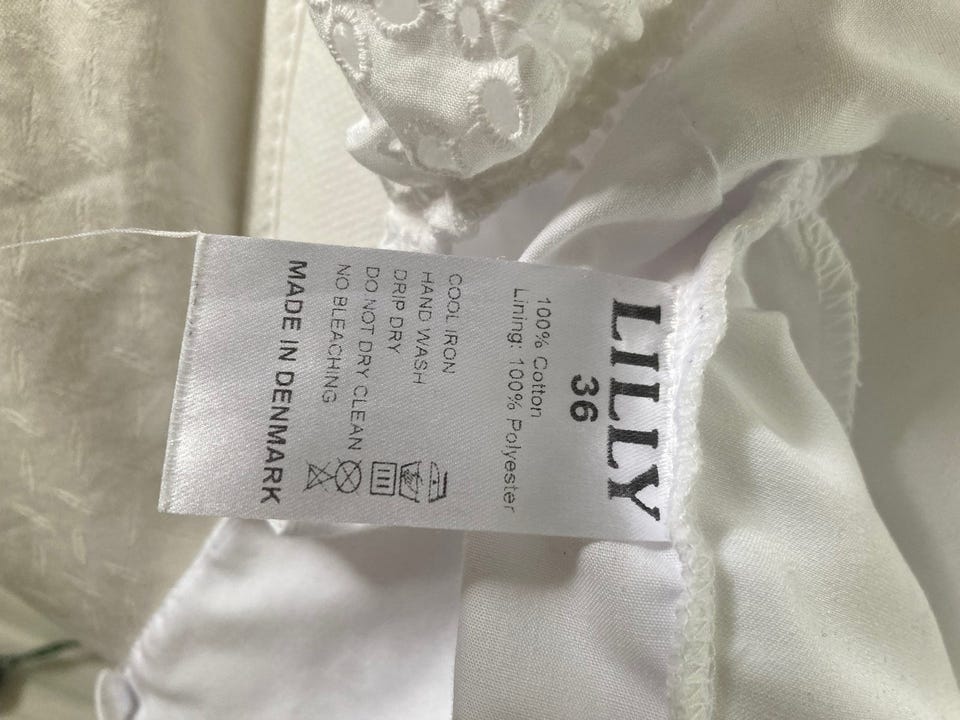 LILLY
36
100% Cotton
Lining: 100% Polyester
COOL IRON
HAND WASH
DRIP DRY
DO NOT DRY CLEAN
NO BLEACHING
MADE IN DENMARK